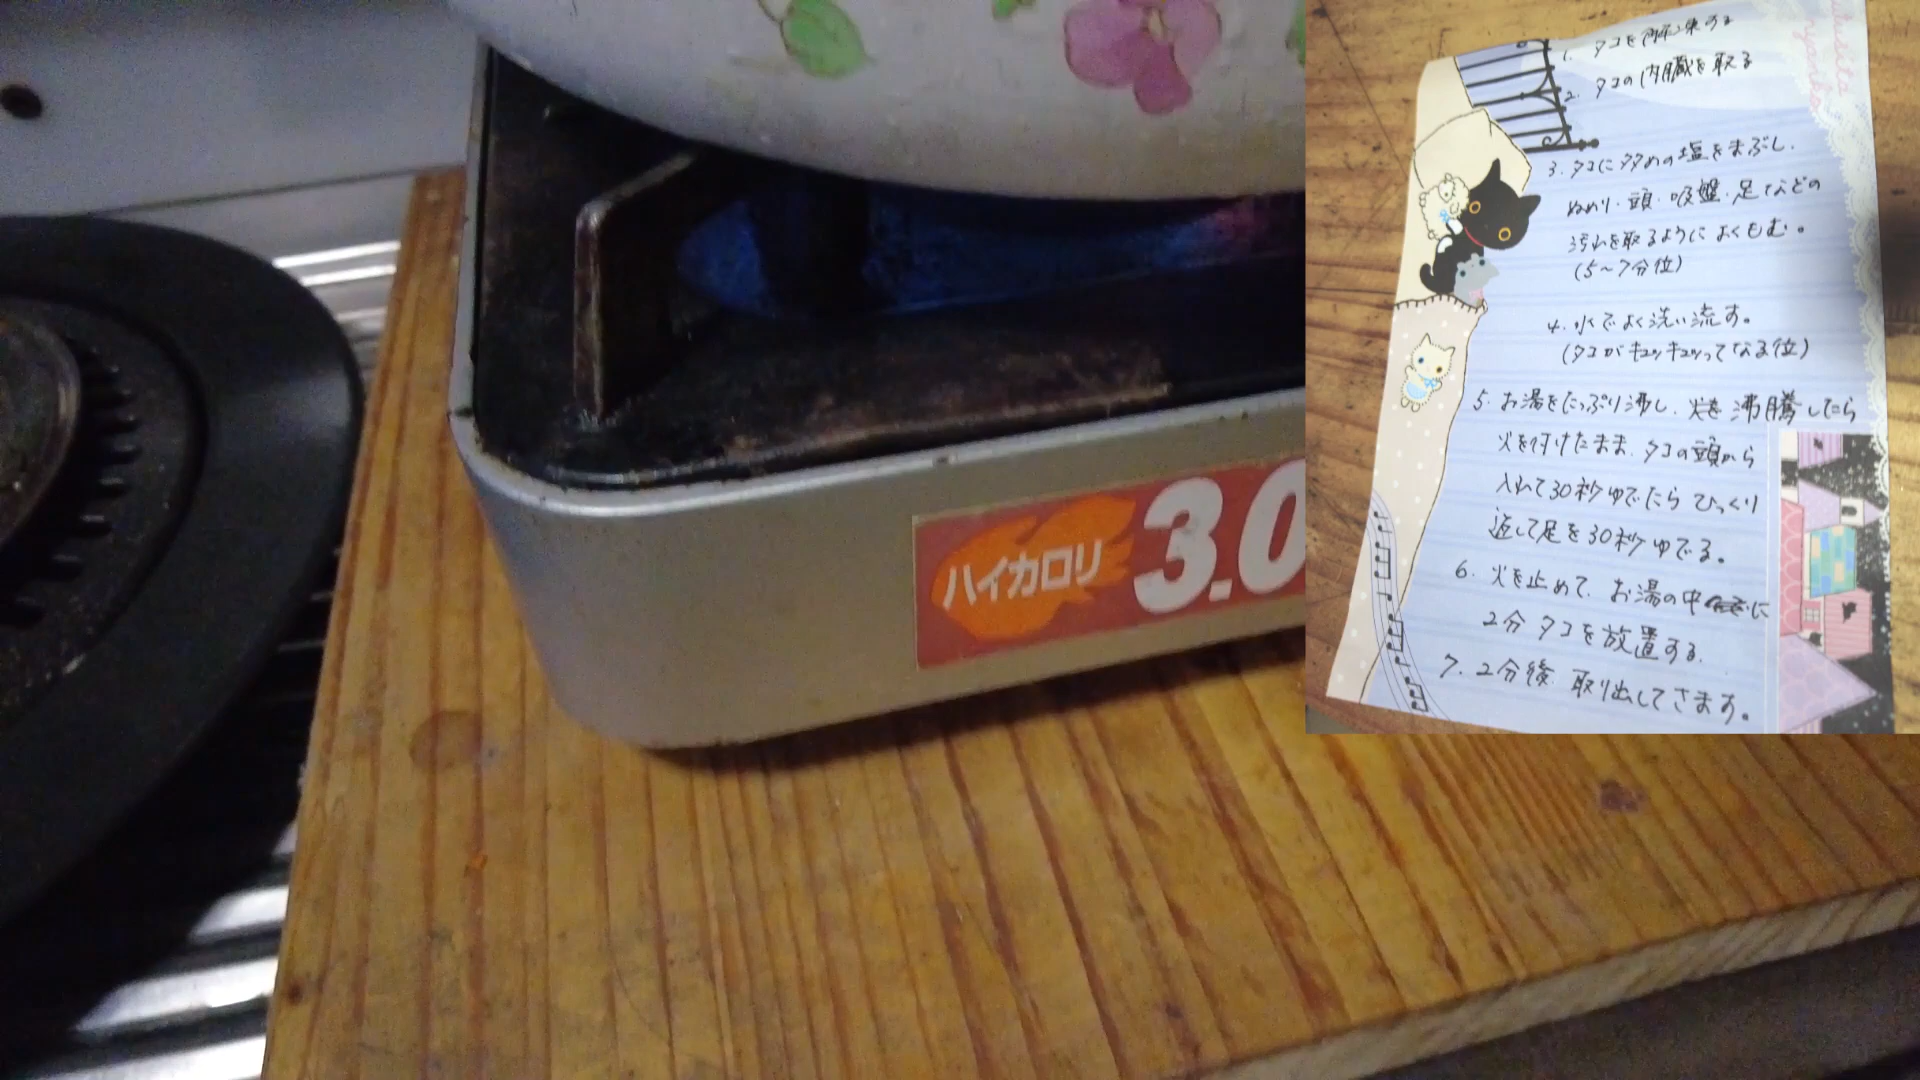 ハイカロリ 3.0
1. タコを解凍する
2. タコの内臓を取る
3. タコに多めの塩をまぶし、
ぬめり・頭・吸盤・足などの
汚れを取るようによくもむ。
(5〜7分位)
4. 水でよく洗い流す。
(タコがキュッキュッってなる位)
5. お湯をたっぷり沸し、沸騰したら
火を付けたまま、タコの頭から
入れて30秒ゆでたらひっくり
返して足を30秒ゆでる。
6. 火を止めて、お湯の中に
2分タコを放置する。
7. 2分後 取り出してさます。